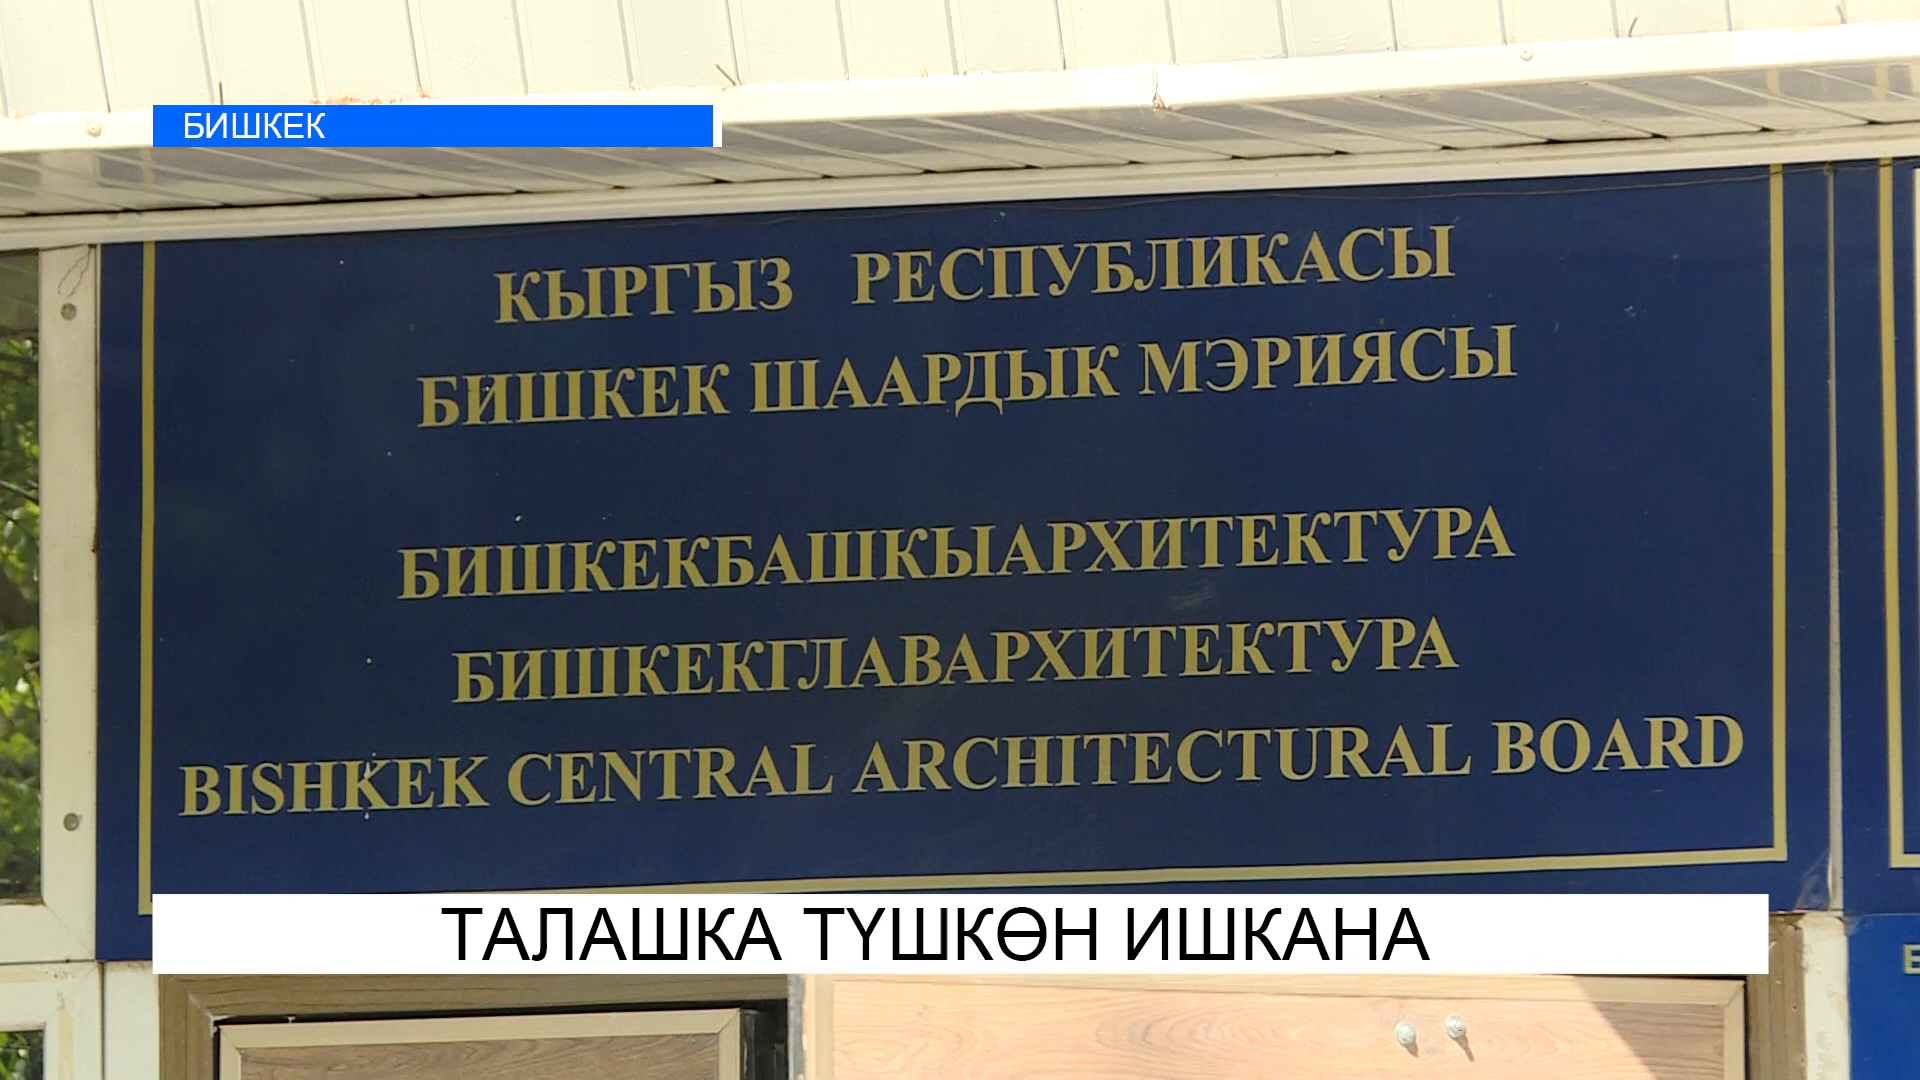 БИШКЕК
КЫРГЫЗ РЕСПУБЛИКАСЫ
БИШКЕК ШААРДЫК МЭРИЯСЫ
БИШКЕКБАШКЫАРХИТЕКТУРА
БИШКЕКГЛАВАРХИТЕКТУРА
BISHKEK CENTRAL ARCHITECTURAL BOARD
ТАЛАШКА ТҮШКӨН ИШКАНА